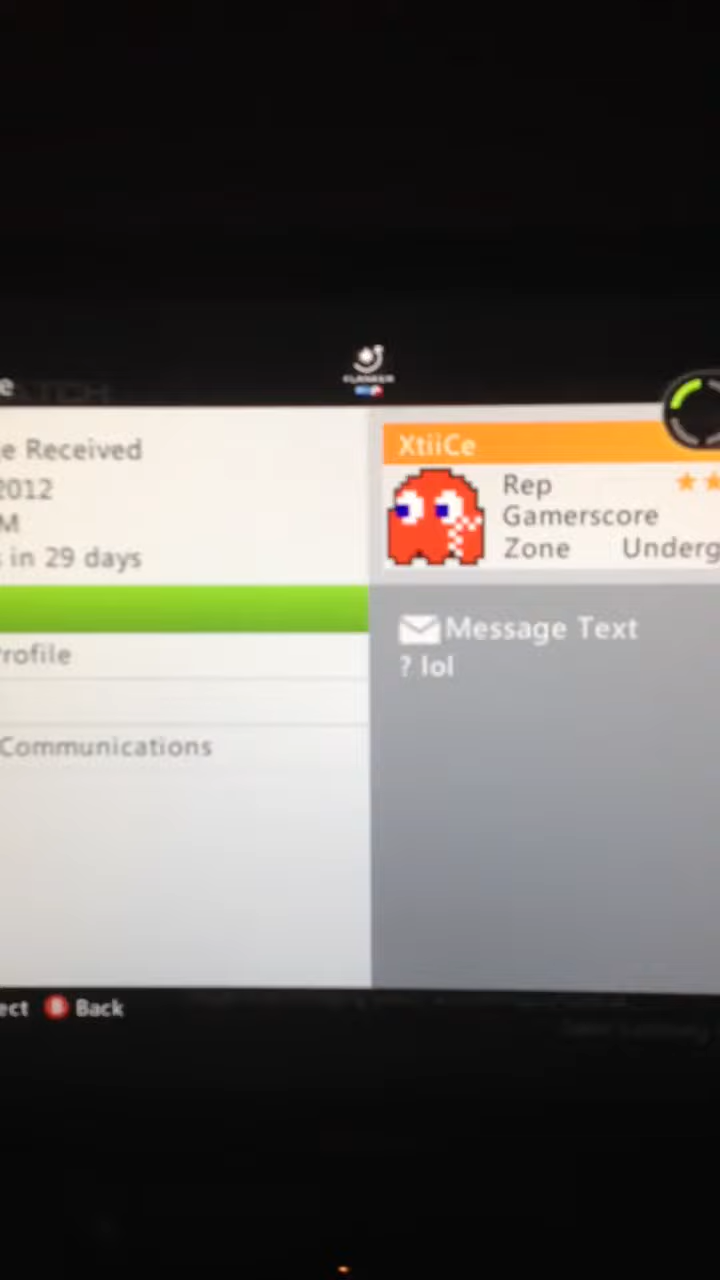 e
e Received
2012
M
in 29 days
rofile
Communications
XtiiCe
Rep
Gamerscore
Zone Underg
Message Text
? lol
ect B Back